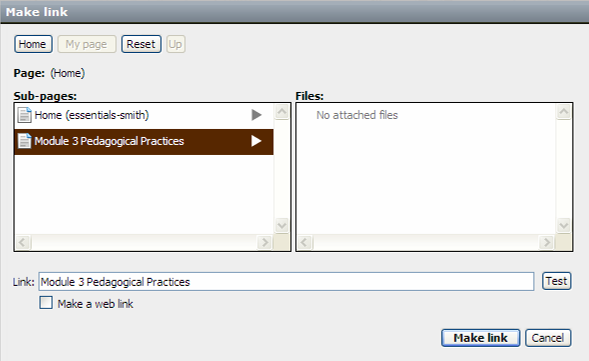 Make link
Home My page Reset Up
Page: (Home)
Sub-pages: Files:
Home (essentials-smith) No attached files
Module 3 Pedagogical Practices
Link: Module 3 Pedagogical Practices Test
Make a web link
Make link Cancel